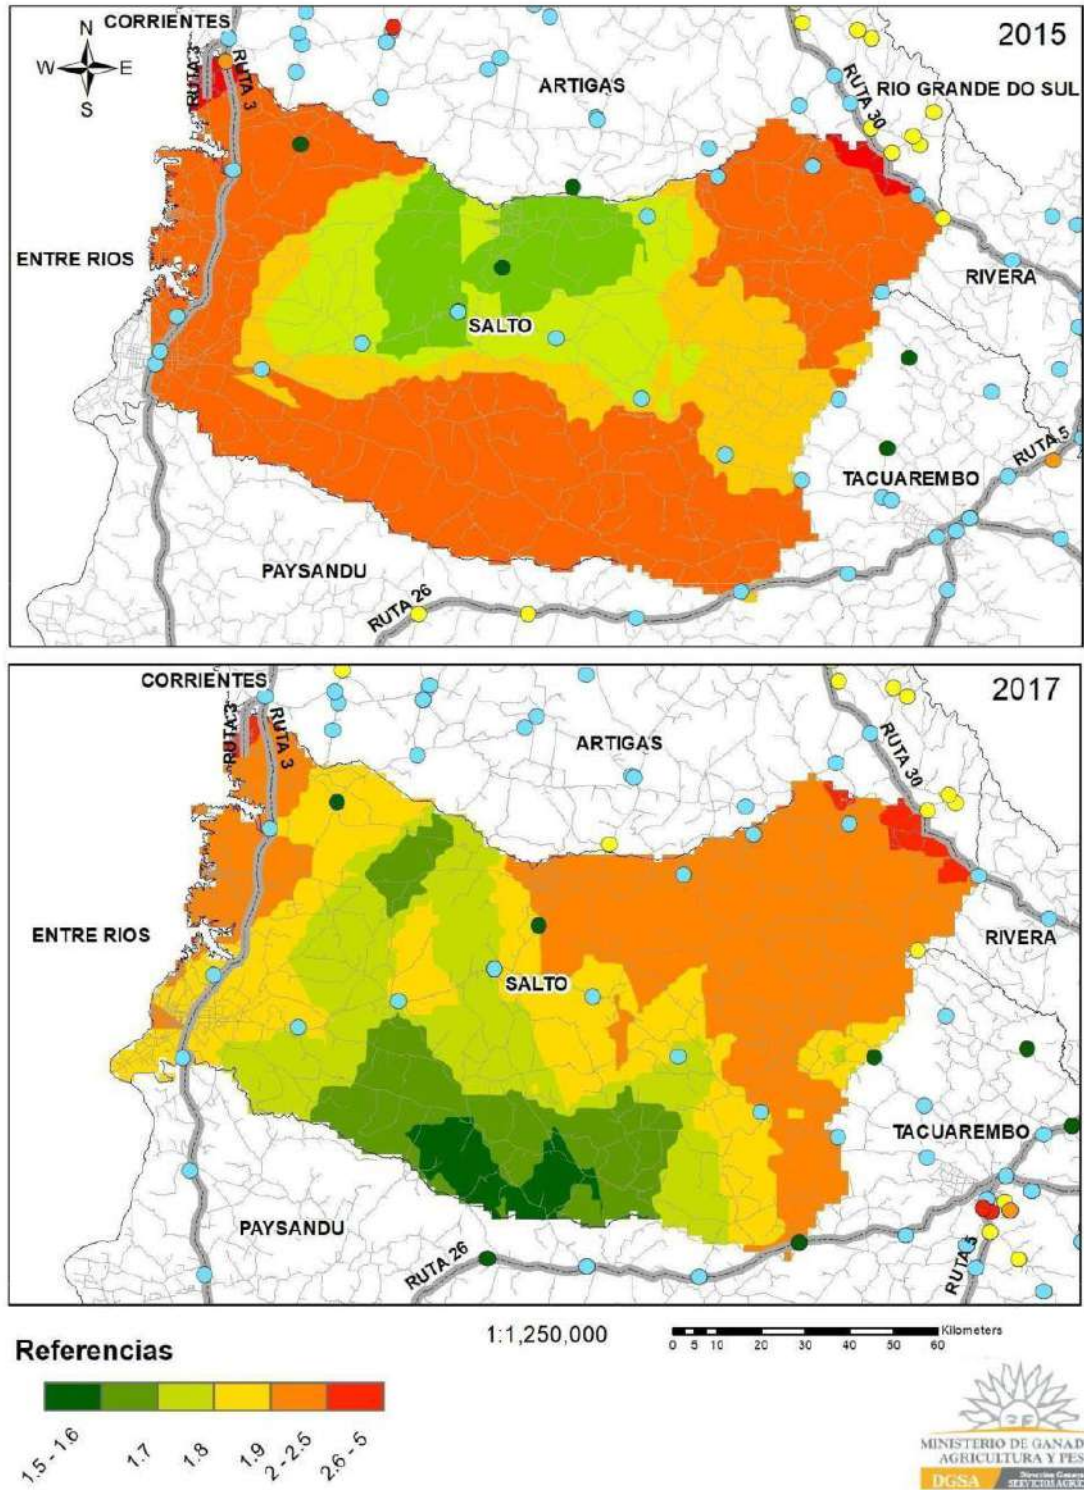 CORRIENTES
2015
N
W E
S
RUTA 3
RUTA 3
ARTIGAS
RUTA 30
RIO GRANDE DO SUL
ENTRE RIOS
RIVERA
SALTO
RUTA 5
TACUAREMBO
PAYSANDU
RUTA 26
CORRIENTES
2017
RUTA 3
RUTA 3
ARTIGAS
RUTA 30
ENTRE RIOS
RIVERA
SALTO
TACUAREMBO
PAYSANDU
RUTA 26
RUTA 5
1:1,250,000
Kilometers
0 5 10 20 30 40 50 60
Referencias
1.5 - 1.6
1.7
1.8
1.9
2 - 2.5
2.6 - 5
MINISTERIO DE GANAD
AGRICULTURA Y PES
DGSA